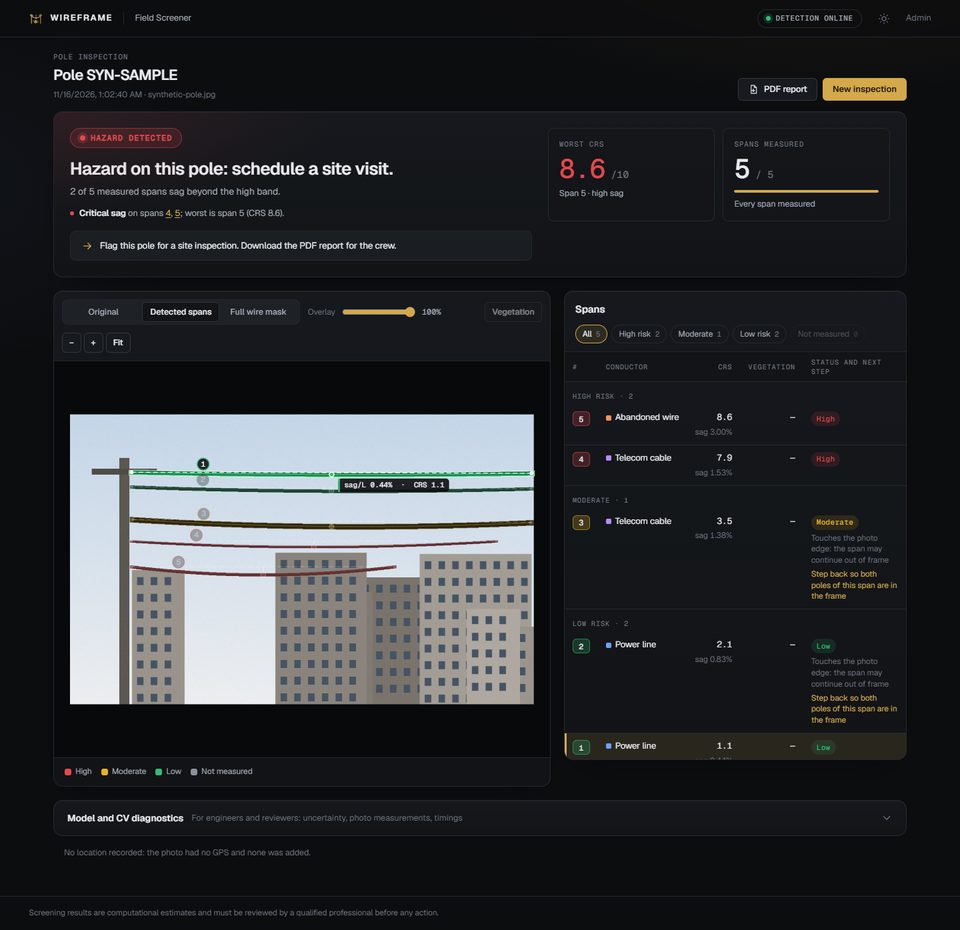 WIREFRAME
Field Screener
DETECTION ONLINE
Admin
POLE INSPECTION
Pole SYN-SAMPLE
11/16/2026, 1:02:40 AM · synthetic-pole.jpg
PDF report
New inspection
HAZARD DETECTED
Hazard on this pole: schedule a site visit.
2 of 5 measured spans sag beyond the high band.
Critical sag on spans 4, 5; worst is span 5 (CRS 8.6).
Flag this pole for a site inspection. Download the PDF report for the crew.
WORST CRS
8.6 /10
Span 5 · high sag
SPANS MEASURED
5 / 5
Every span measured
Original
Detected spans
Full wire mask
Overlay
100%
Vegetation
−
+
Fit
1
2
sag/L 0.44% · CRS 1.1
3
4
5
High
Moderate
Low
Not measured
Spans
All 5
High risk 2
Moderate 1
Low risk 2
Not measured 0
# CONDUCTOR CRS VEGETATION STATUS AND NEXT
STEP
HIGH RISK · 2
5 Abandoned wire 8.6 – High
sag 3.00%
4 Telecom cable 7.9 – High
sag 1.53%
MODERATE · 1
3 Telecom cable 3.5 – Moderate
sag 1.38%
Touches the photo
edge: the span may
continue out of frame
Step back so both
poles of this span are in
the frame
LOW RISK · 2
2 Power line 2.1 – Low
sag 0.83%
Touches the photo
edge: the span may
continue out of frame
Step back so both
poles of this span are in
the frame
1 Power line 1.1 – Low
Model and CV diagnostics
For engineers and reviewers: uncertainty, photo measurements, timings
No location recorded: the photo had no GPS and none was added.
Screening results are computational estimates and must be reviewed by a qualified professional before any action.